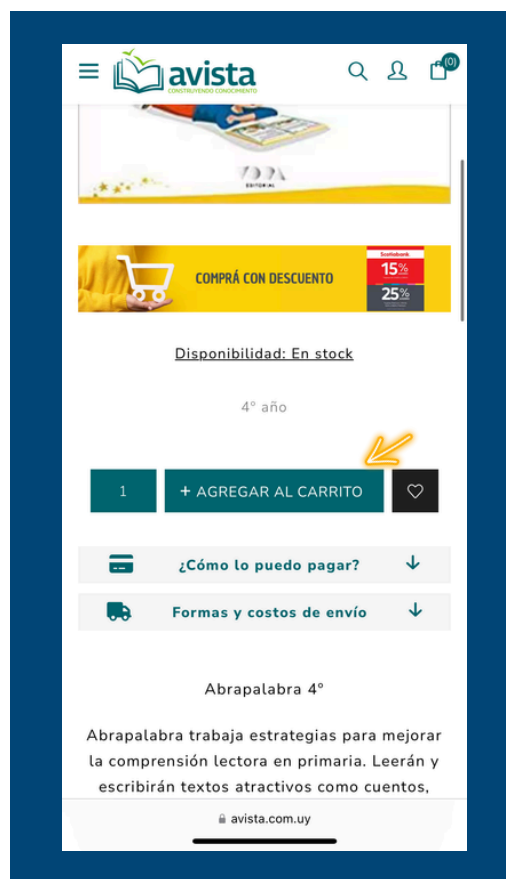 avista
CONSTRUYENDO CONOCIMIENTO
(0)
EDITORIAL
COMPRÁ CON DESCUENTO
Scotiabank
15%
25%
Disponibilidad: En stock
4° año
1
+ AGREGAR AL CARRITO
¿Cómo lo puedo pagar?
Formas y costos de envío
Abrapalabra 4°
Abrapalabra trabaja estrategias para mejorar
la comprensión lectora en primaria. Leerán y
escribirán textos atractivos como cuentos,
avista.com.uy